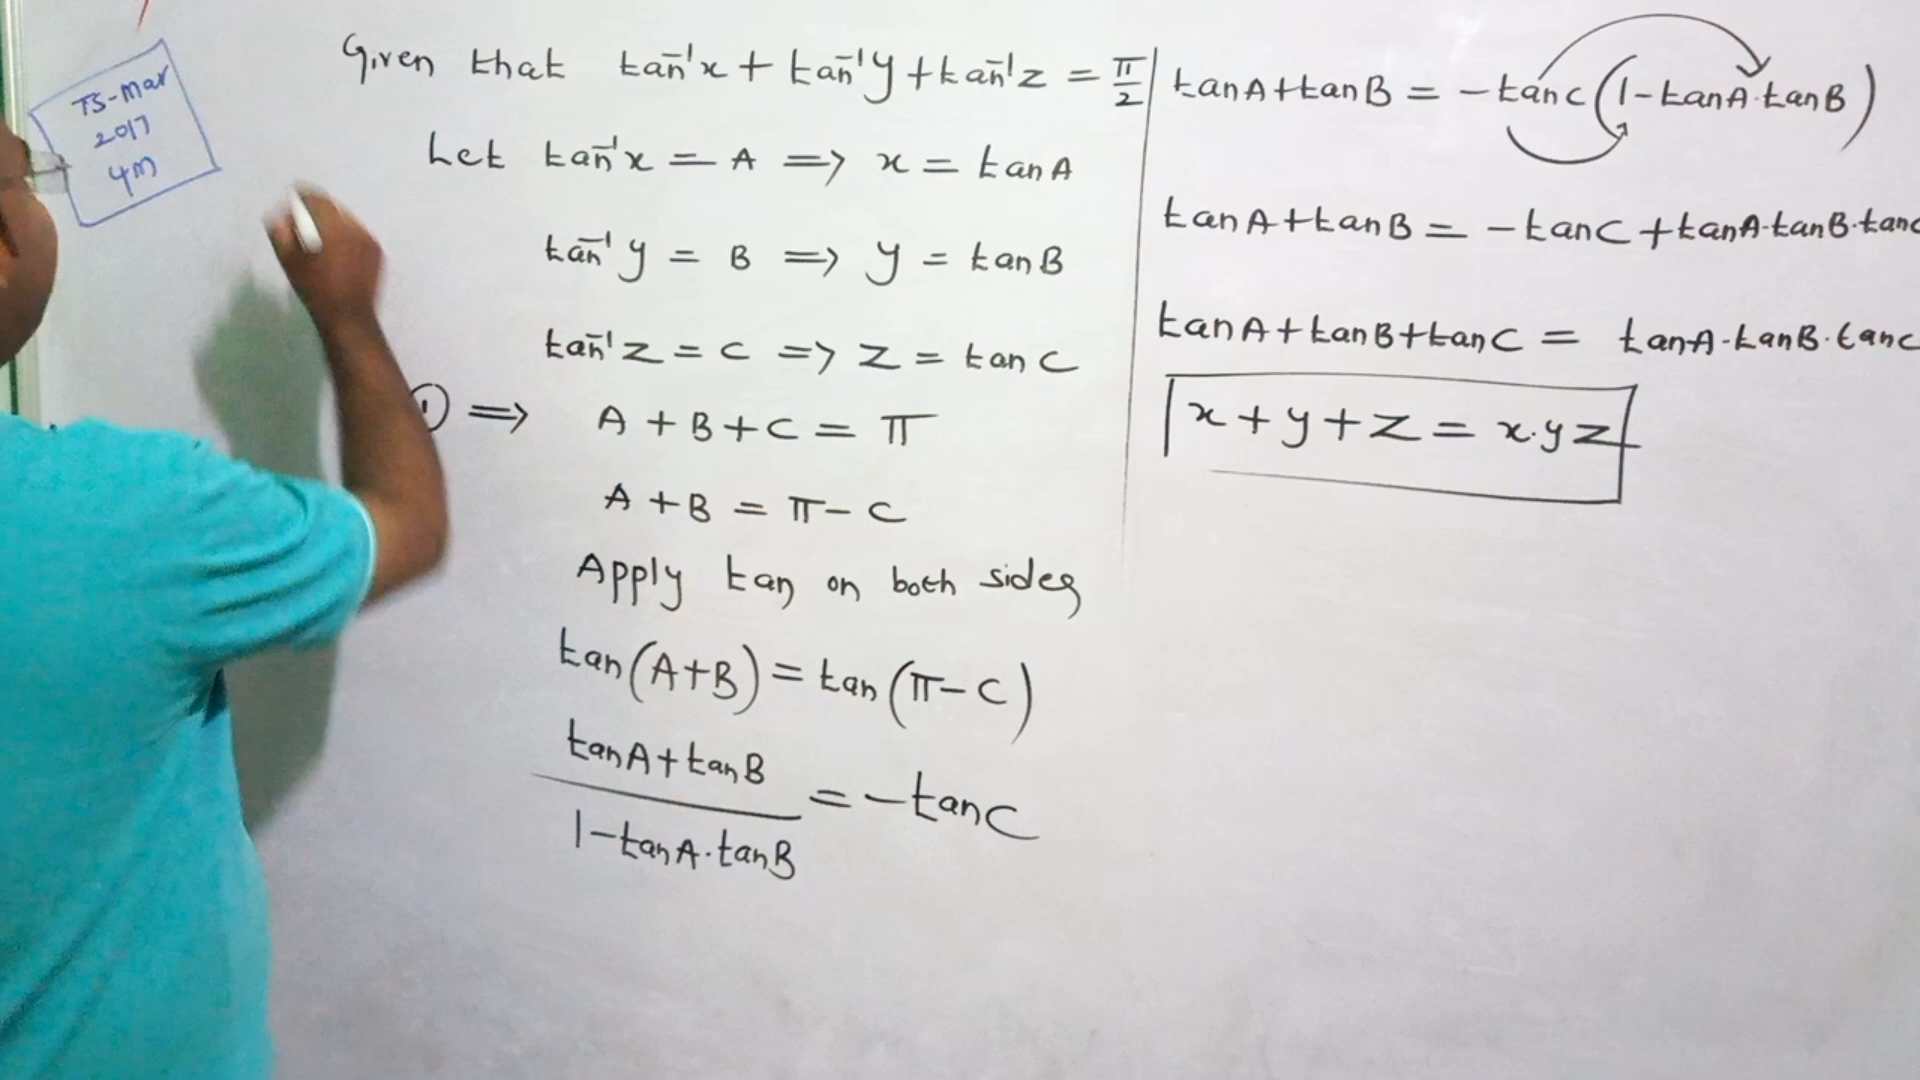 TS-Mar
2017
4m
Given that tan⁻¹x + tan⁻¹y + tan⁻¹z = π/2
Let tan⁻¹x = A => x = tanA
tan⁻¹y = B => y = tanB
tan⁻¹z = C => z = tanC
① => A + B + C = π
A + B = π - C
Apply tan on both sides
tan(A+B) = tan(π-C)
tanA+tanB
1-tanA·tanB
= -tanC
tanA+tanB = -tanC(1-tanA·tanB)
tanA+tanB = -tanC+tanA·tanB·tanC
tanA+tanB+tanC = tanA·tanB·tanC
x+y+z = x·yz